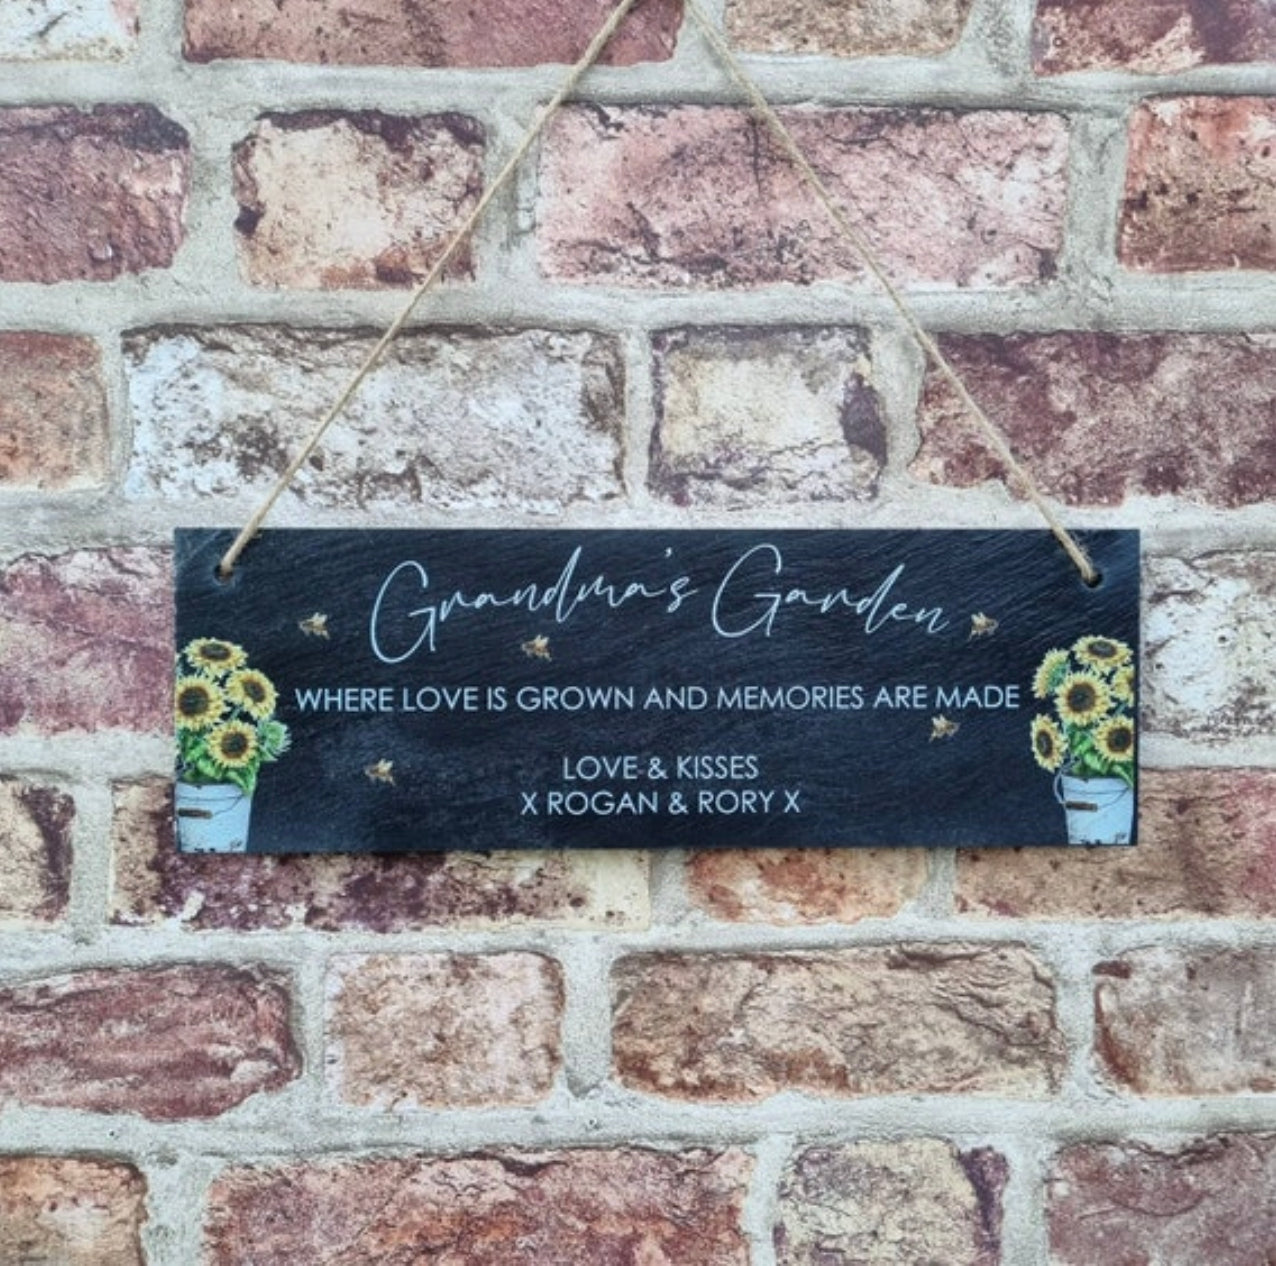 Grandma's Garden
WHERE LOVE IS GROWN AND MEMORIES ARE MADE
LOVE & KISSES
X ROGAN & RORY X